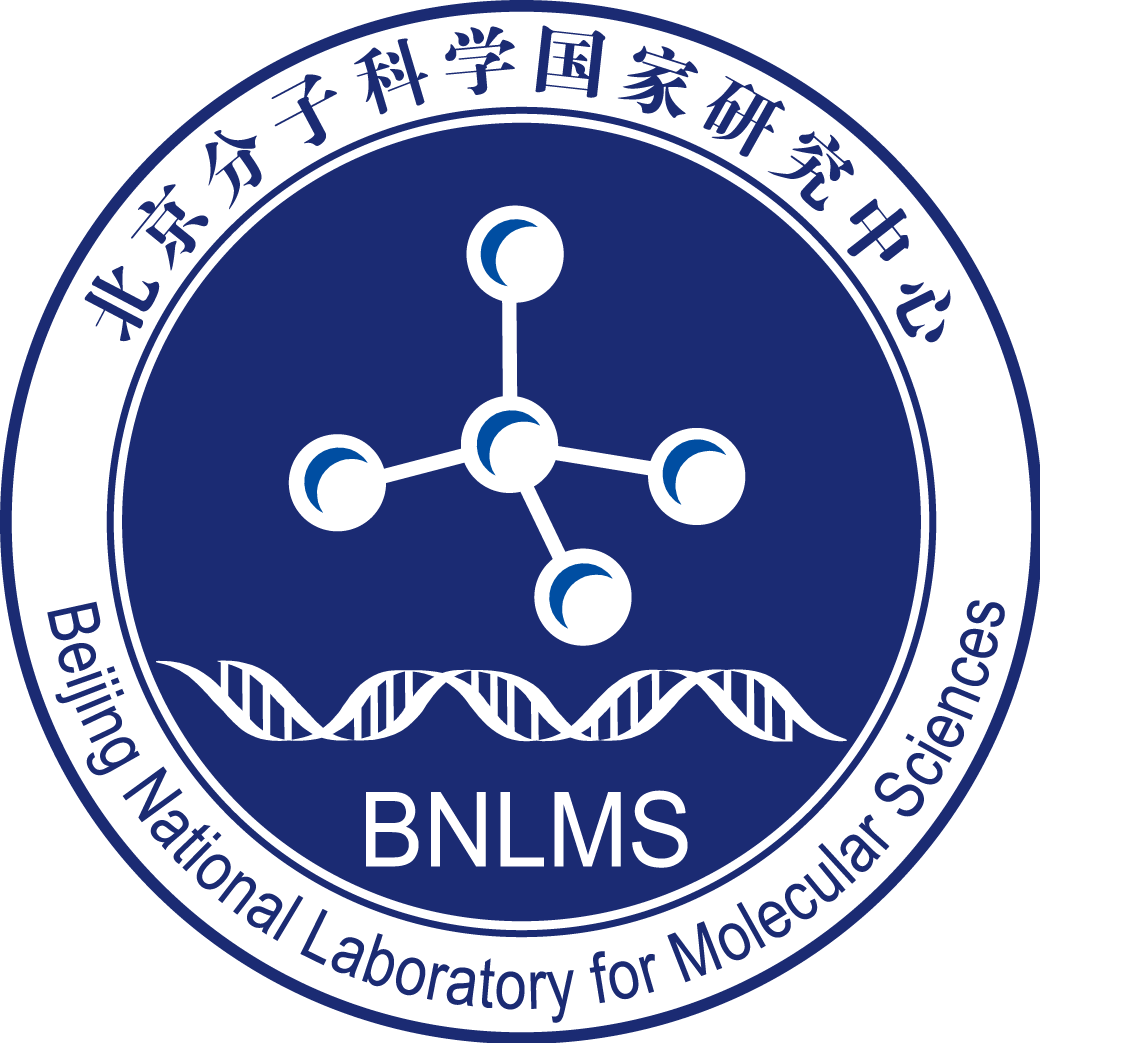 北京分子科学国家研究中心
BNLMS
Beijing National Laboratory for Molecular Sciences